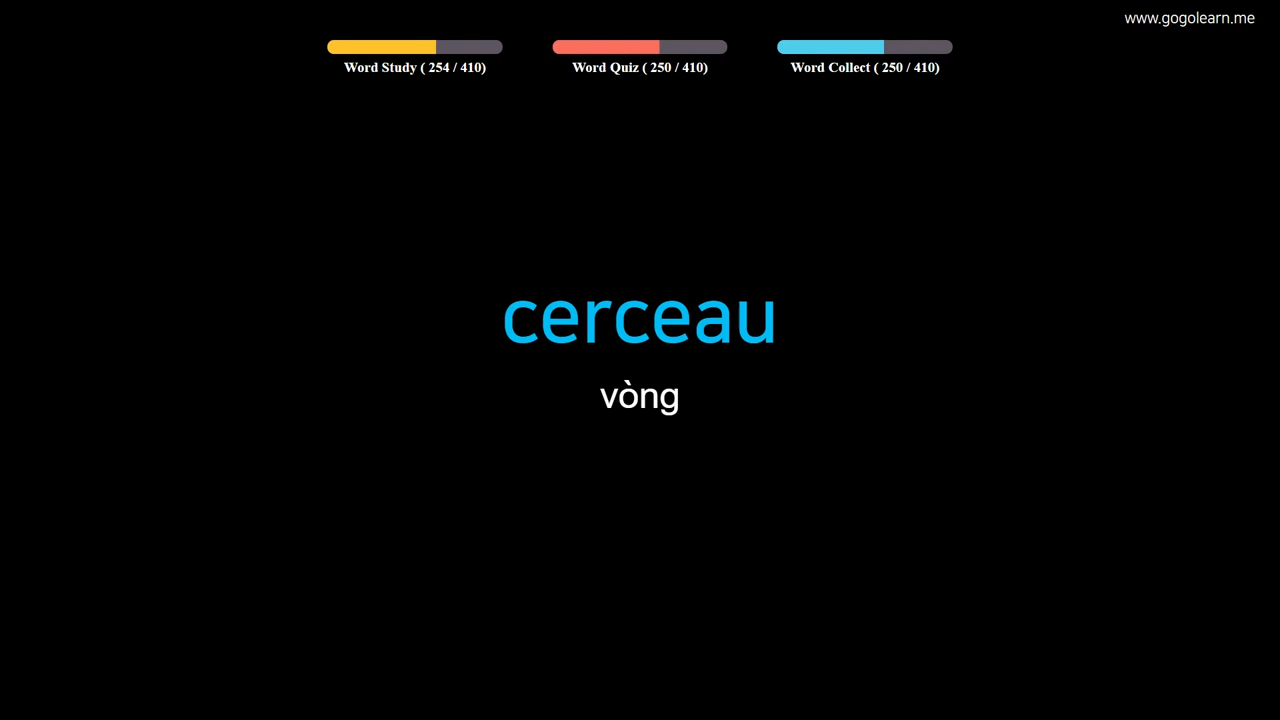 www.gogolearn.me
Word Study ( 254 / 410)
Word Quiz ( 250 / 410)
Word Collect ( 250 / 410)
cerceau
vòng